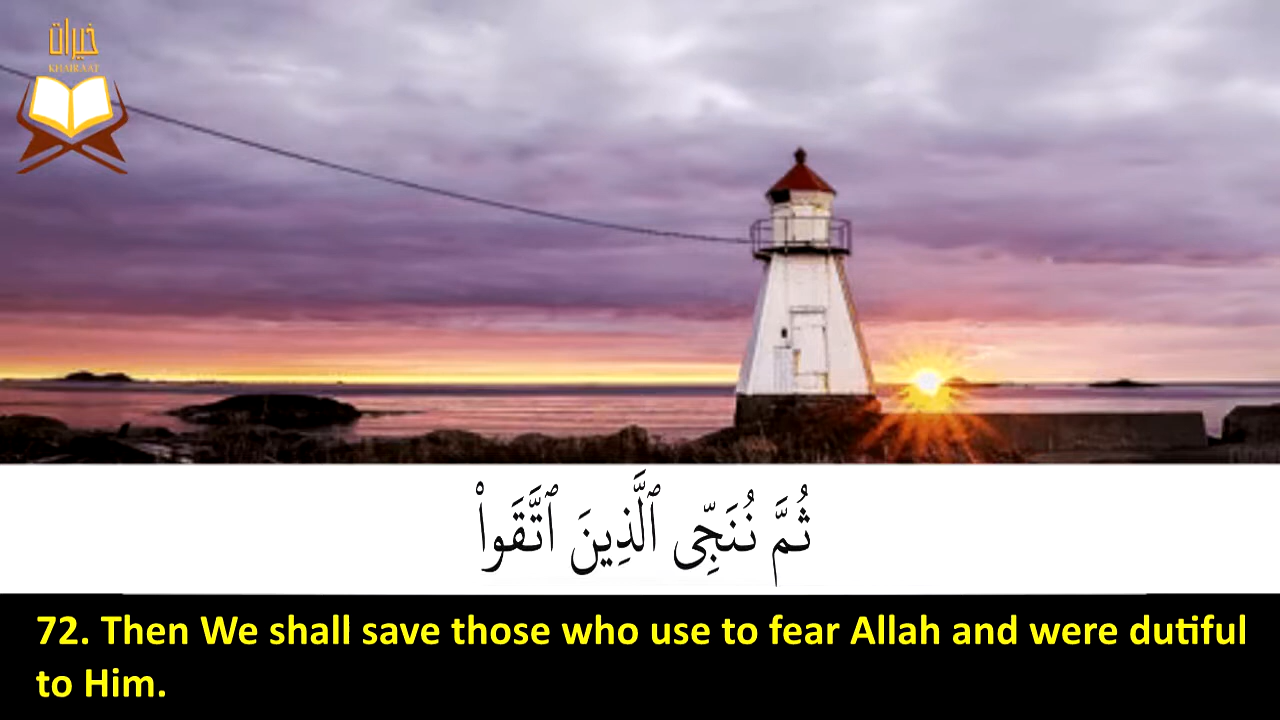 خيرات
KHAIRAAT
ثُمَّ نُنَجِّى ٱلَّذِينَ ٱتَّقَوا۟
72. Then We shall save those who use to fear Allah and were dutiful
to Him.